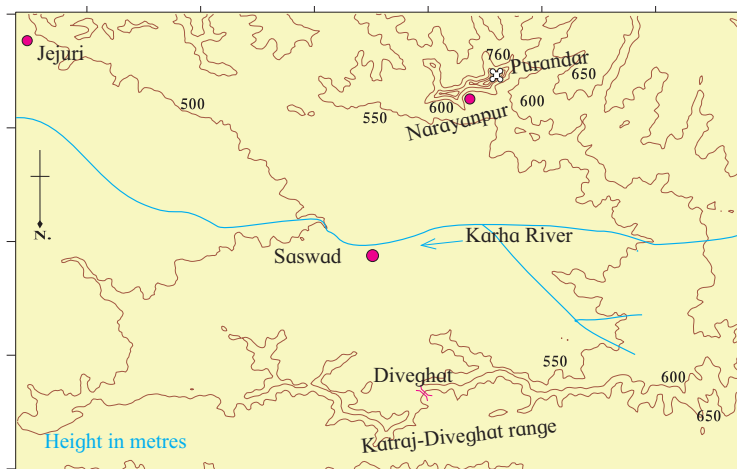 760
Purandar
650
Jejuri
500
600
600
550
Narayanpur
N.
Karha River
Saswad
550
Diveghat
600
650
Katraj-Diveghat range
Height in metres